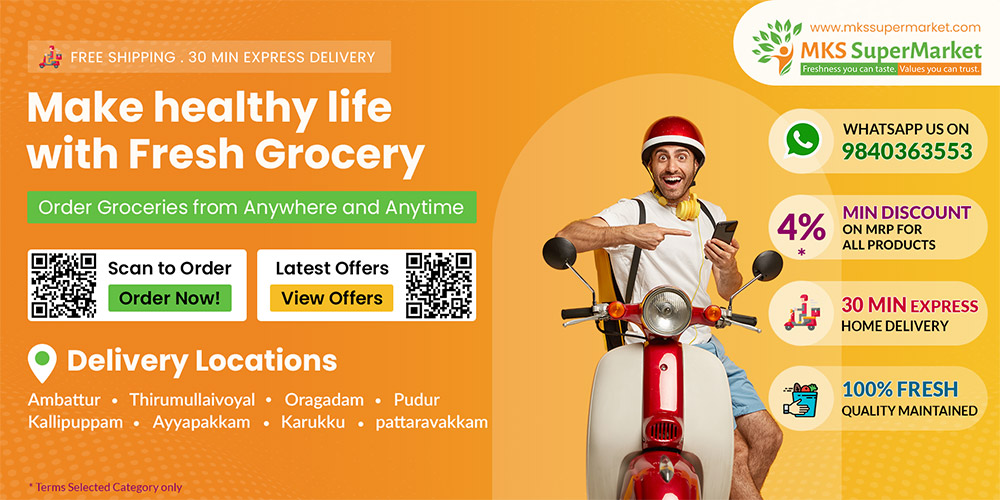 FREE SHIPPING . 30 MIN EXPRESS DELIVERY
Make healthy life
with Fresh Grocery
Order Groceries from Anywhere and Anytime
Scan to Order
Order Now!
Latest Offers
View Offers
Delivery Locations
Ambattur • Thirumullaivoyal • Oragadam • Pudur
Kallipuppam • Ayyapakkam • Karukku • pattaravakkam
* Terms Selected Category only
www.mkssupermarket.com
MKS SuperMarket
Freshness you can taste. Values you can trust.
WHATSAPP US ON
9840363553
4%
*
MIN DISCOUNT
ON MRP FOR
ALL PRODUCTS
30 MIN EXPRESS
HOME DELIVERY
100% FRESH
QUALITY MAINTAINED